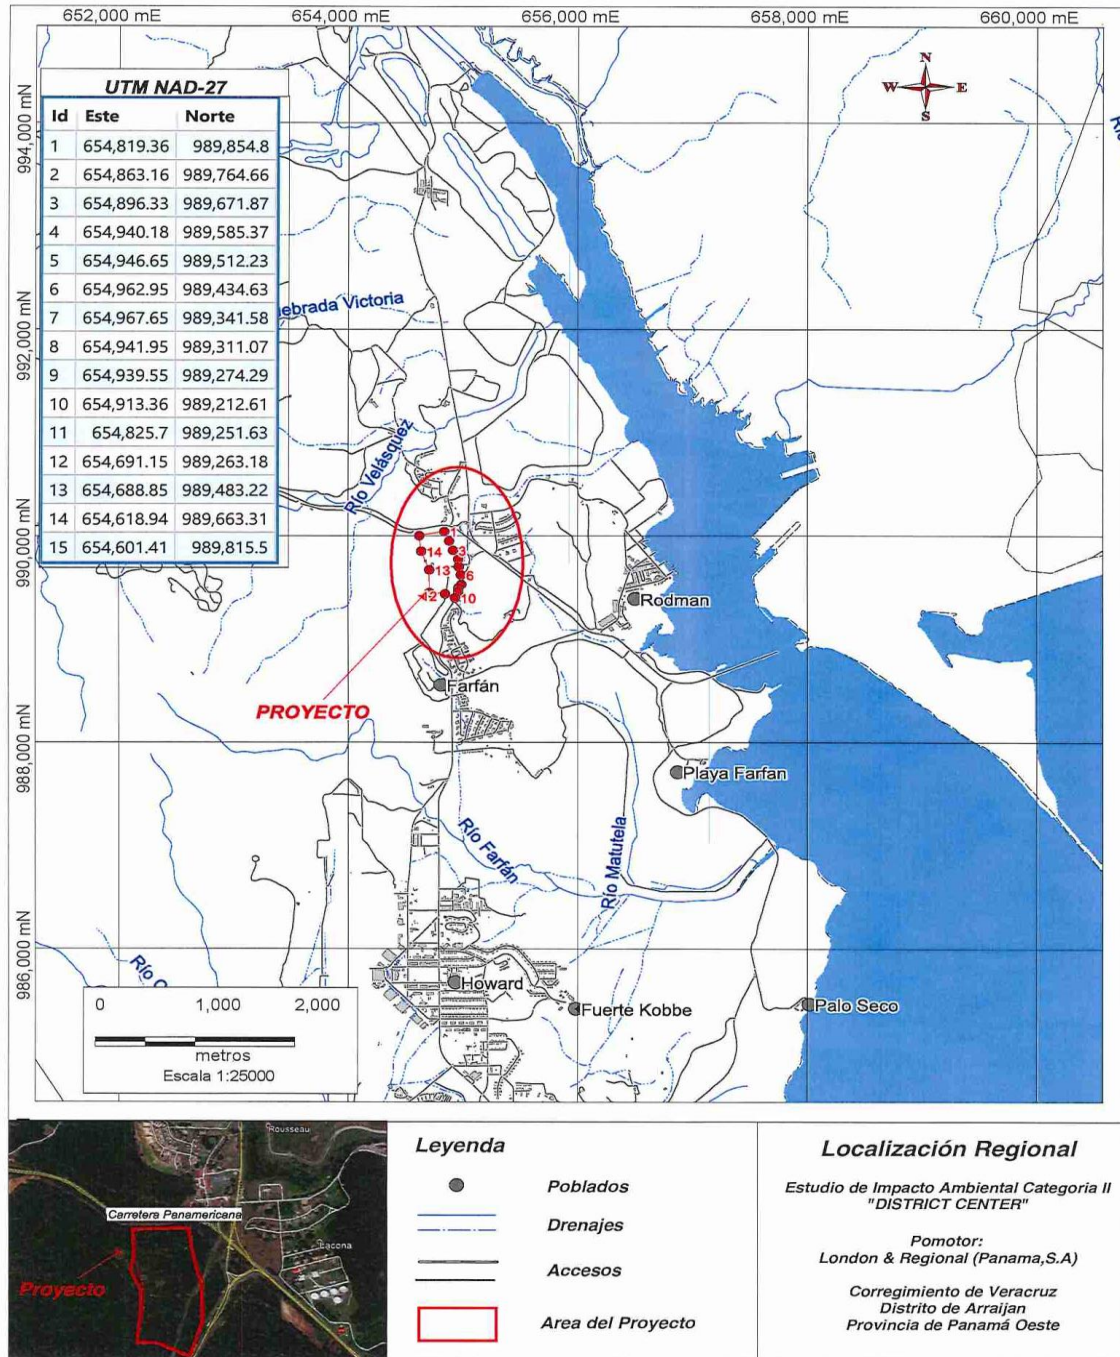 652,000 mE 654,000 mE 656,000 mE 658,000 mE 660,000 mE
994,000 mN
992,000 mN
990,000 mN
988,000 mN
986,000 mN
N
W E
S
UTM NAD-27
Id Este Norte
1 654,819.36 989,854.8
2 654,863.16 989,764.66
3 654,896.33 989,671.87
4 654,940.18 989,585.37
5 654,946.65 989,512.23
6 654,962.95 989,434.63
7 654,967.65 989,341.58
8 654,941.95 989,311.07
9 654,939.55 989,274.29
10 654,913.36 989,212.61
11 654,825.7 989,251.63
12 654,691.15 989,263.18
13 654,688.85 989,483.22
14 654,618.94 989,663.31
15 654,601.41 989,815.5
ebrada Victoria
Río Velásquez
1
14 3
13 6
12 10
Rodman
Farfán
PROYECTO
Playa Farfan
Río Farfán
Río Matutela
Howard
Fuerte Kobbe
Palo Seco
0 1,000 2,000
metros
Escala 1:25000
Rousseau
Carretera Panamericana
Lacona
Proyecto
Leyenda
Poblados
Drenajes
Accesos
Area del Proyecto
Localización Regional
Estudio de Impacto Ambiental Categoria II
"DISTRICT CENTER"
Pomotor:
London & Regional (Panama,S.A)
Corregimiento de Veracruz
Distrito de Arraijan
Provincia de Panamá Oeste